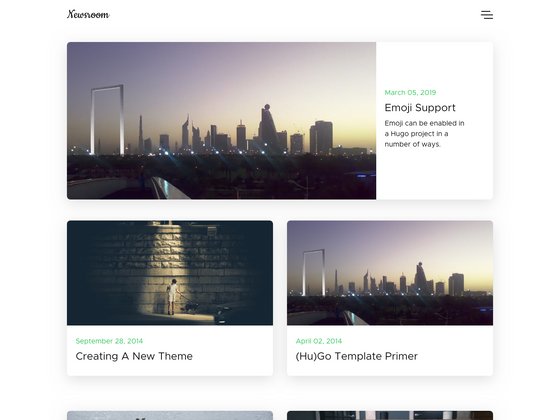 Newsroom
March 05, 2019
Emoji Support
Emoji can be enabled in
a Hugo project in a
number of ways.
September 28, 2014
Creating A New Theme
April 02, 2014
(Hu)Go Template Primer